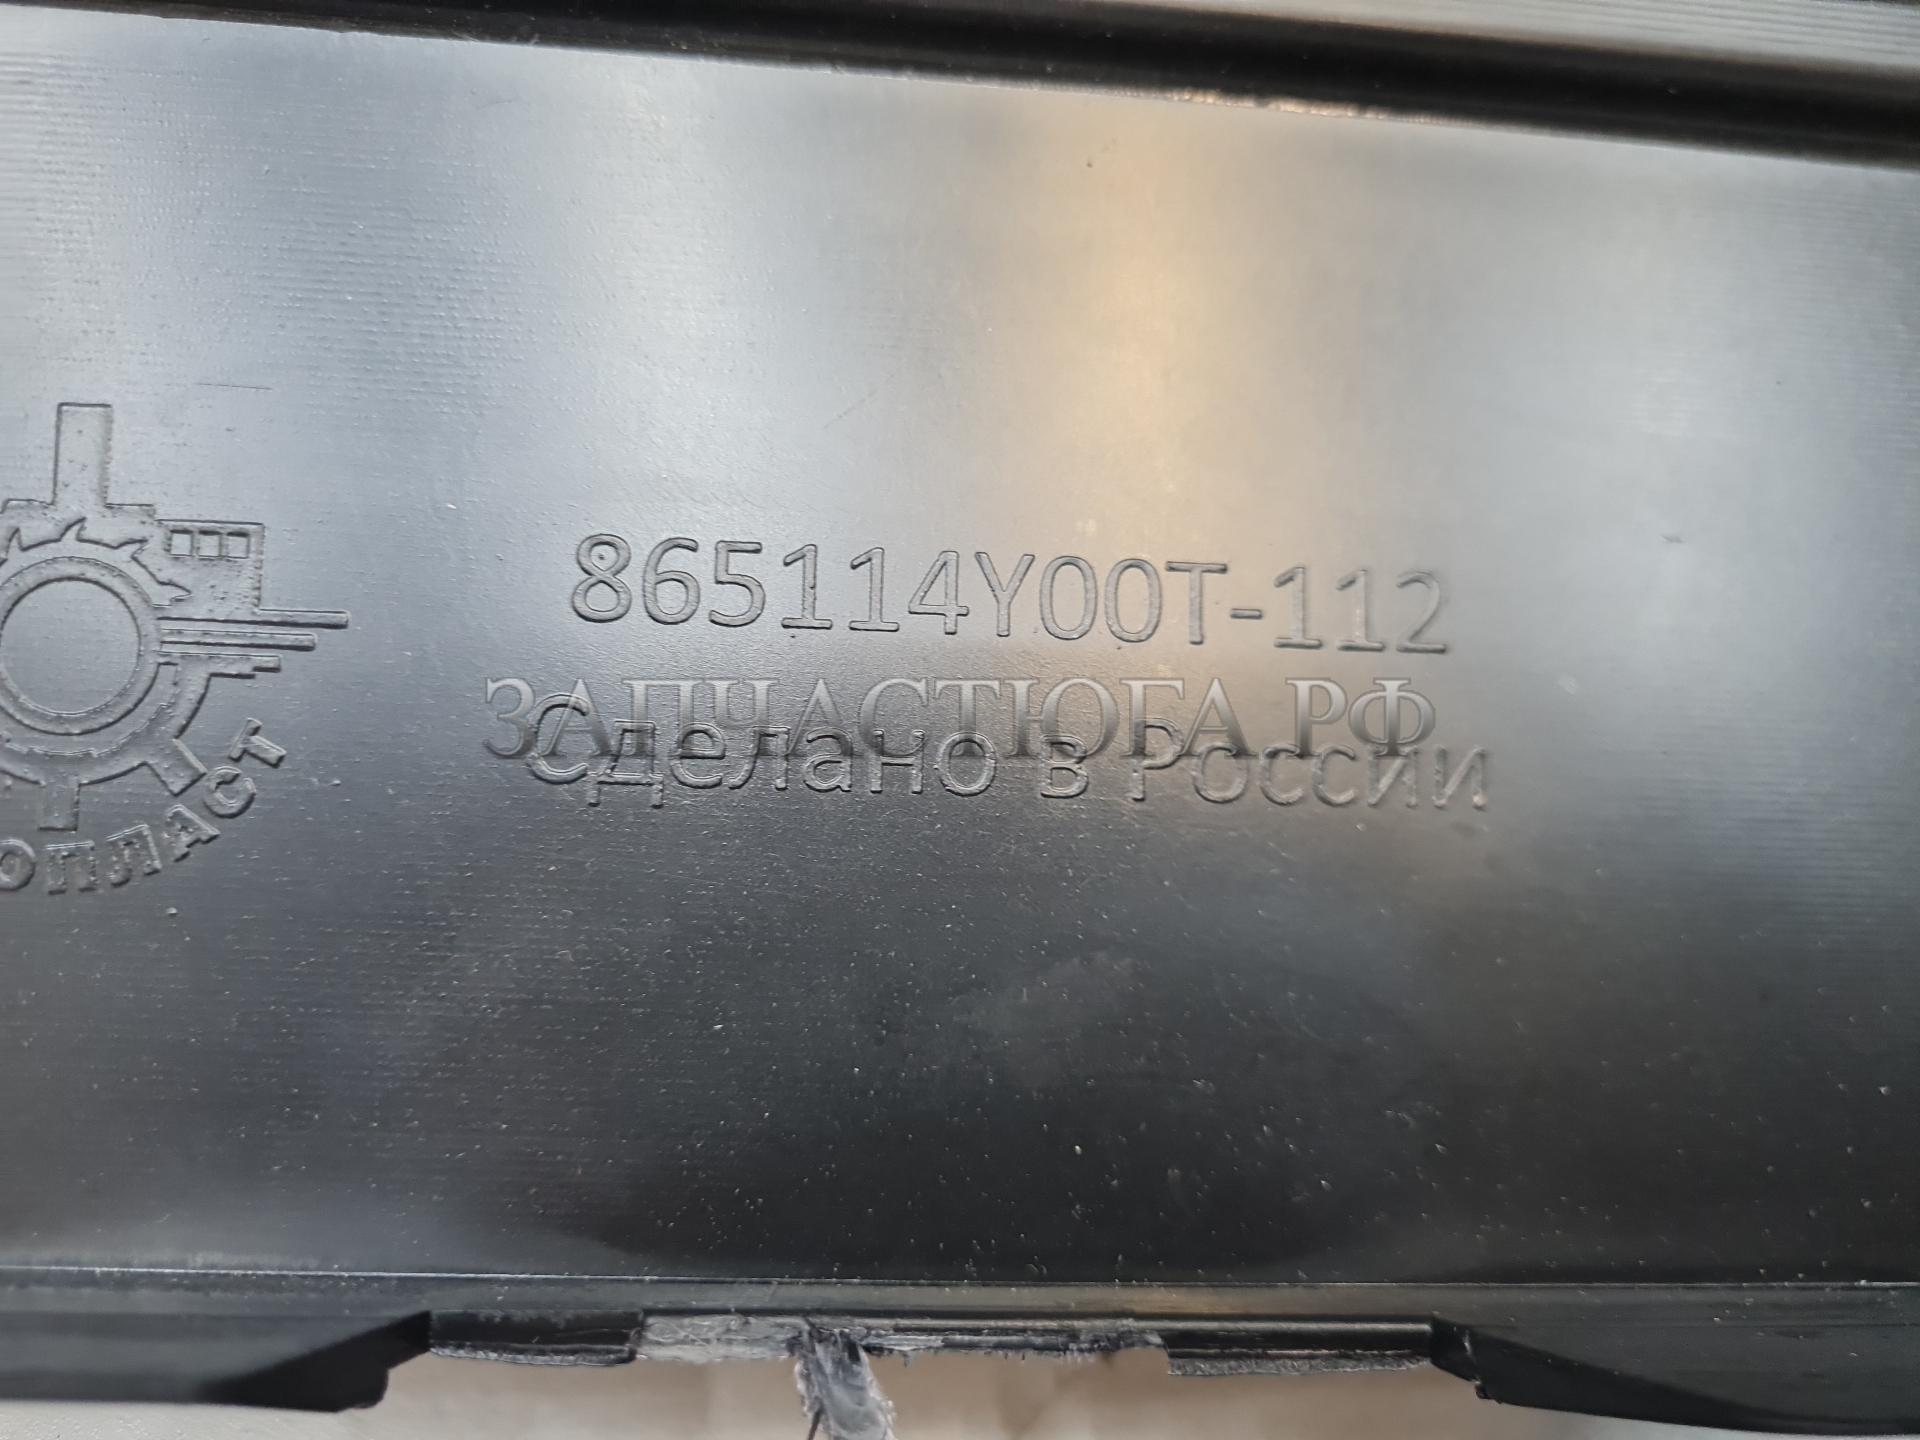 865114Y00T-112
ЗАПЧАСТЮГА.РФ
Сделано в России
ОПЛАСТ